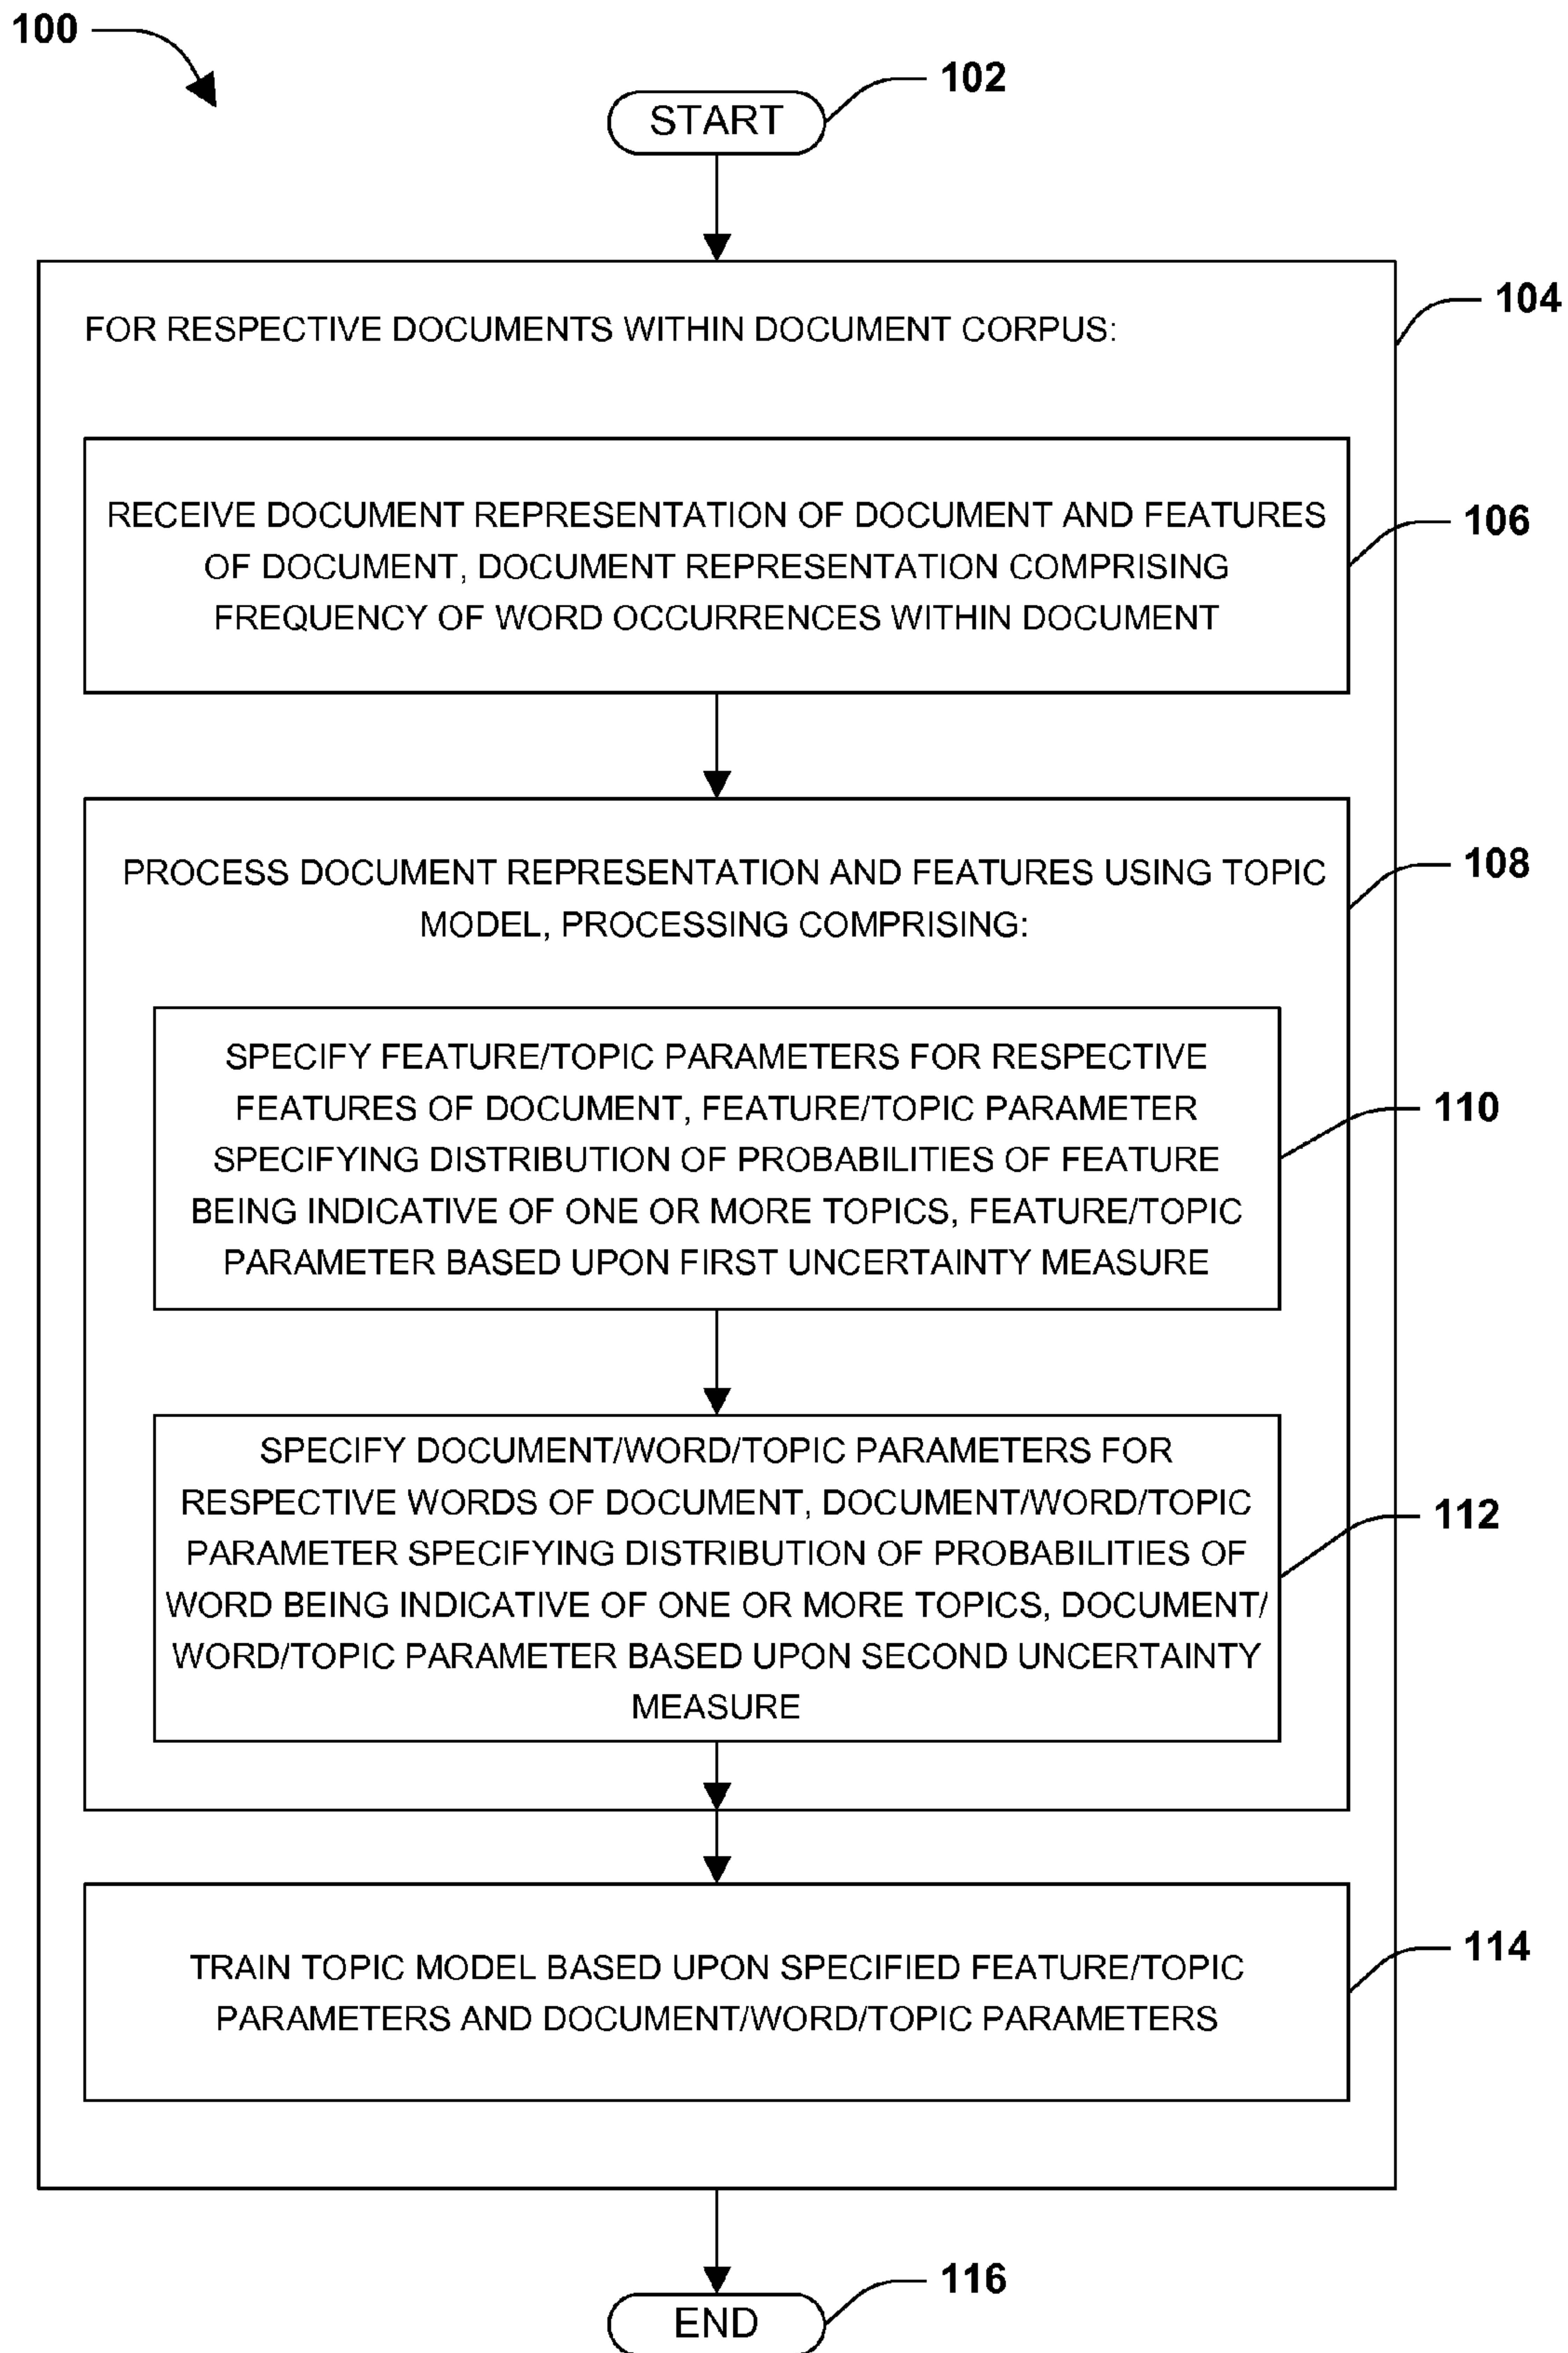 100
102
START
104
FOR RESPECTIVE DOCUMENTS WITHIN DOCUMENT CORPUS:
106
RECEIVE DOCUMENT REPRESENTATION OF DOCUMENT AND FEATURES
OF DOCUMENT, DOCUMENT REPRESENTATION COMPRISING
FREQUENCY OF WORD OCCURRENCES WITHIN DOCUMENT
108
PROCESS DOCUMENT REPRESENTATION AND FEATURES USING TOPIC
MODEL, PROCESSING COMPRISING:
110
SPECIFY FEATURE/TOPIC PARAMETERS FOR RESPECTIVE
FEATURES OF DOCUMENT, FEATURE/TOPIC PARAMETER
SPECIFYING DISTRIBUTION OF PROBABILITIES OF FEATURE
BEING INDICATIVE OF ONE OR MORE TOPICS, FEATURE/TOPIC
PARAMETER BASED UPON FIRST UNCERTAINTY MEASURE
112
SPECIFY DOCUMENT/WORD/TOPIC PARAMETERS FOR
RESPECTIVE WORDS OF DOCUMENT, DOCUMENT/WORD/TOPIC
PARAMETER SPECIFYING DISTRIBUTION OF PROBABILITIES OF
WORD BEING INDICATIVE OF ONE OR MORE TOPICS, DOCUMENT/
WORD/TOPIC PARAMETER BASED UPON SECOND UNCERTAINTY
MEASURE
114
TRAIN TOPIC MODEL BASED UPON SPECIFIED FEATURE/TOPIC
PARAMETERS AND DOCUMENT/WORD/TOPIC PARAMETERS
116
END